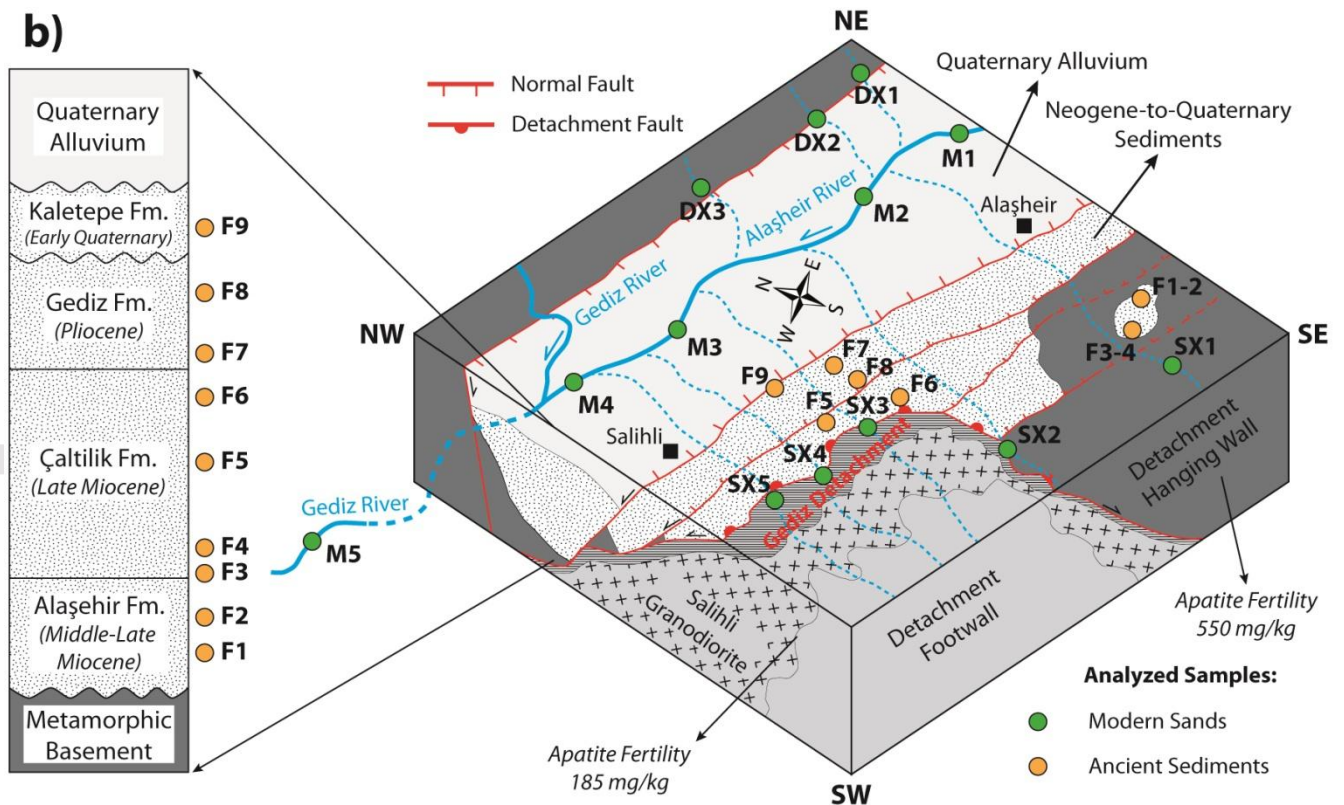 b)
Quaternary
Alluvium
Kaletepe Fm.
(Early Quaternary)
Gediz Fm.
(Pliocene)
Çaltilik Fm.
(Late Miocene)
Alaşehir Fm.
(Middle-Late
Miocene)
Metamorphic
Basement
F9
F8
F7
F6
F5
F4
F3
F2
F1
Normal Fault
Detachment Fault
NE
NW
SE
SW
Quaternary Alluvium
Neogene-to-Quaternary
Sediments
DX1
DX2
DX3
M1
M2
M3
M4
M5
Alaşheir River
Gediz River
Gediz River
Alaşheir
Salihli
N
E
S
W
F1-2
F3-4
SX1
F7
F8
F9
F6
F5
SX3
SX2
SX4
SX5
Gediz Detachment
Detachment
Hanging Wall
Salihli
Granodiorite
Detachment
Footwall
Apatite Fertility
550 mg/kg
Apatite Fertility
185 mg/kg
Analyzed Samples:
Modern Sands
Ancient Sediments